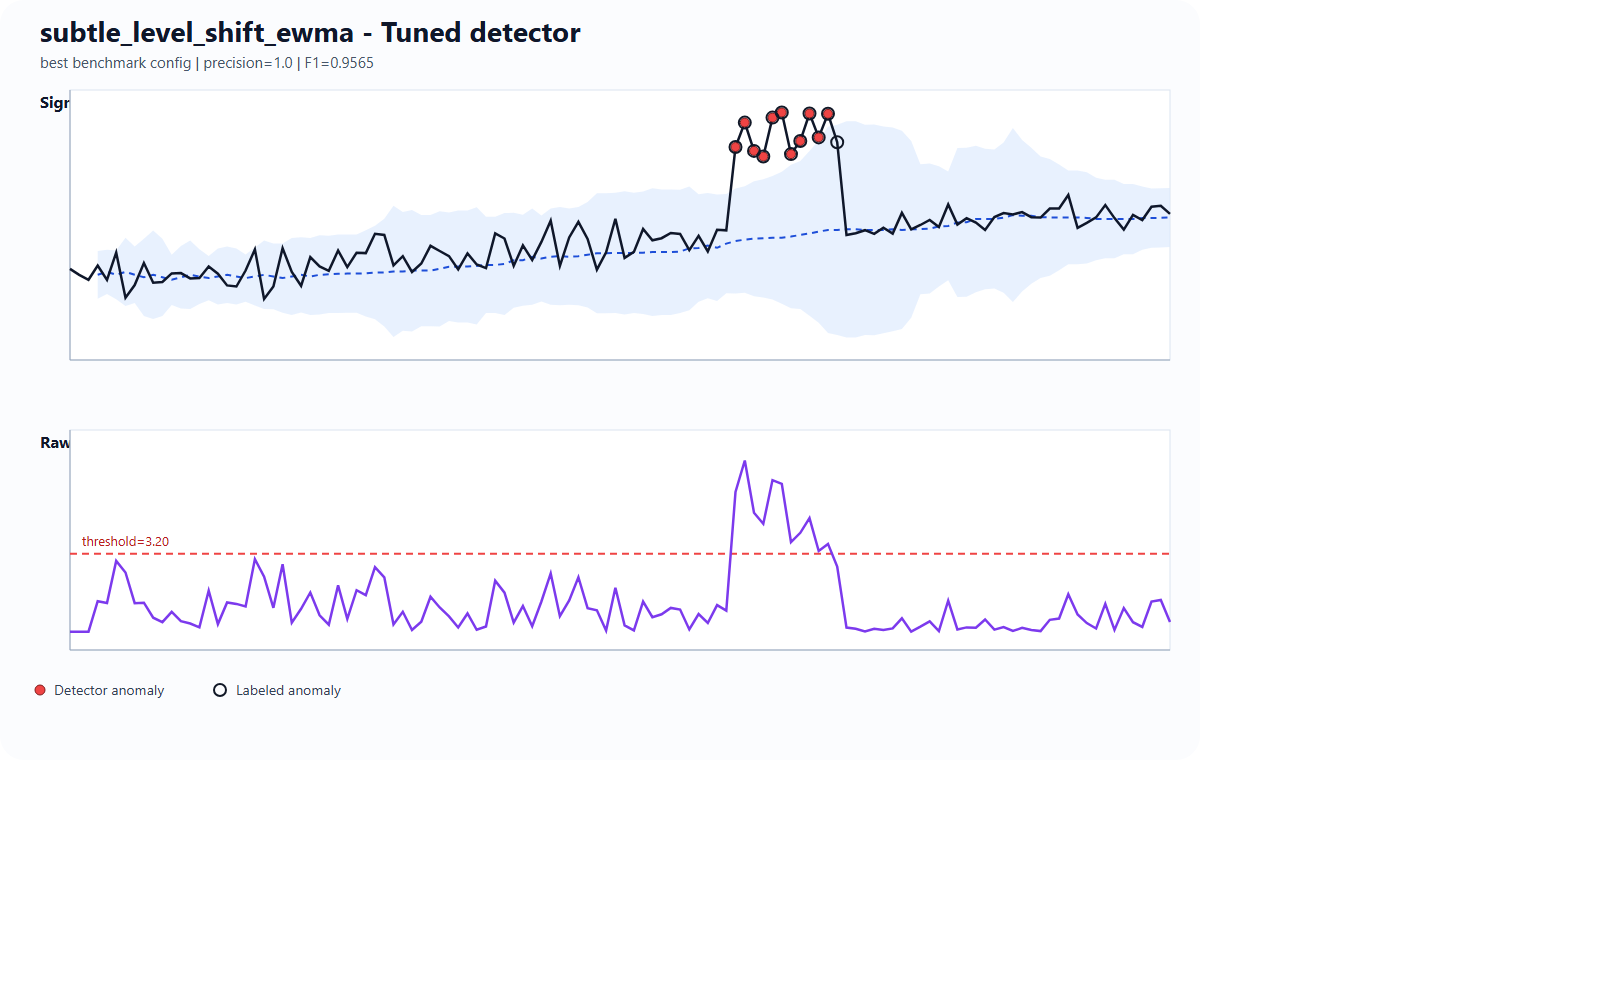 subtle_level_shift_ewma - Tuned detector
best benchmark config | precision=1.0 | F1=0.9565
Sigr
Raw
threshold=3.20
Detector anomaly
Labeled anomaly